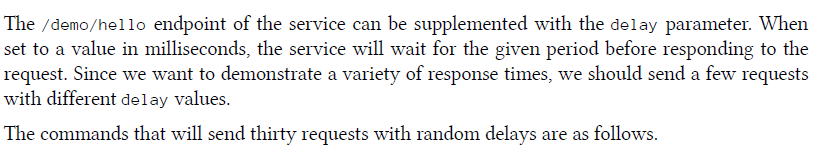 The /demo/hello endpoint of the service can be supplemented with the delay parameter. When
set to a value in milliseconds, the service will wait for the given period before responding to the
request. Since we want to demonstrate a variety of response times, we should send a few requests
with different delay values.
The commands that will send thirty requests with random delays are as follows.